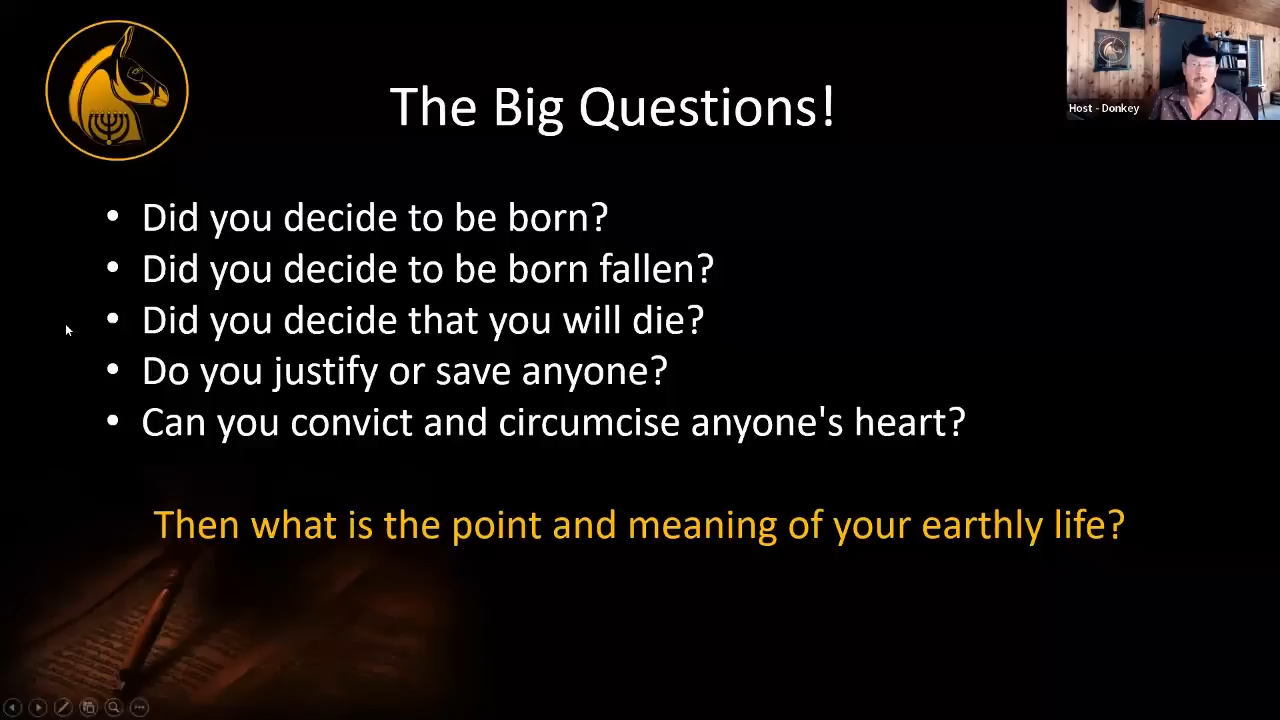 The Big Questions!
Host - Donkey
• Did you decide to be born?
• Did you decide to be born fallen?
• Did you decide that you will die?
• Do you justify or save anyone?
• Can you convict and circumcise anyone's heart?
Then what is the point and meaning of your earthly life?